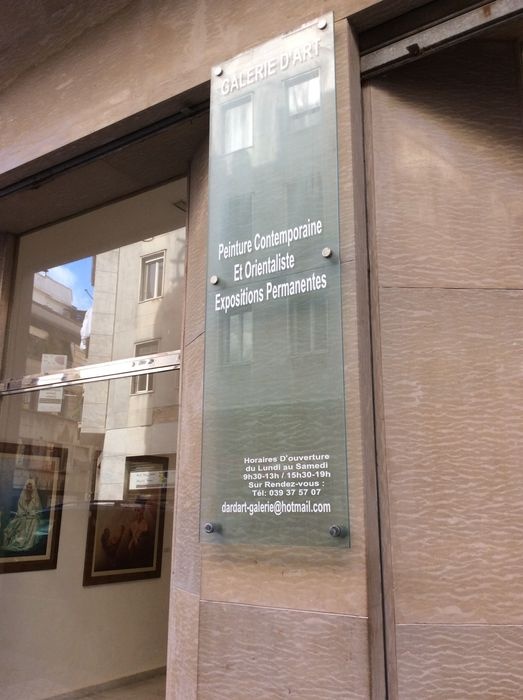 GALERIE D'ART
Peinture Contemporaine
Et Orientaliste
Expositions Permanentes
Horaires D'ouverture
du Lundi au Samedi
9h30-13h / 15h30-19h
Sur Rendez-vous :
Tél: 039 37 57 07
dardart-galerie@hotmail.com